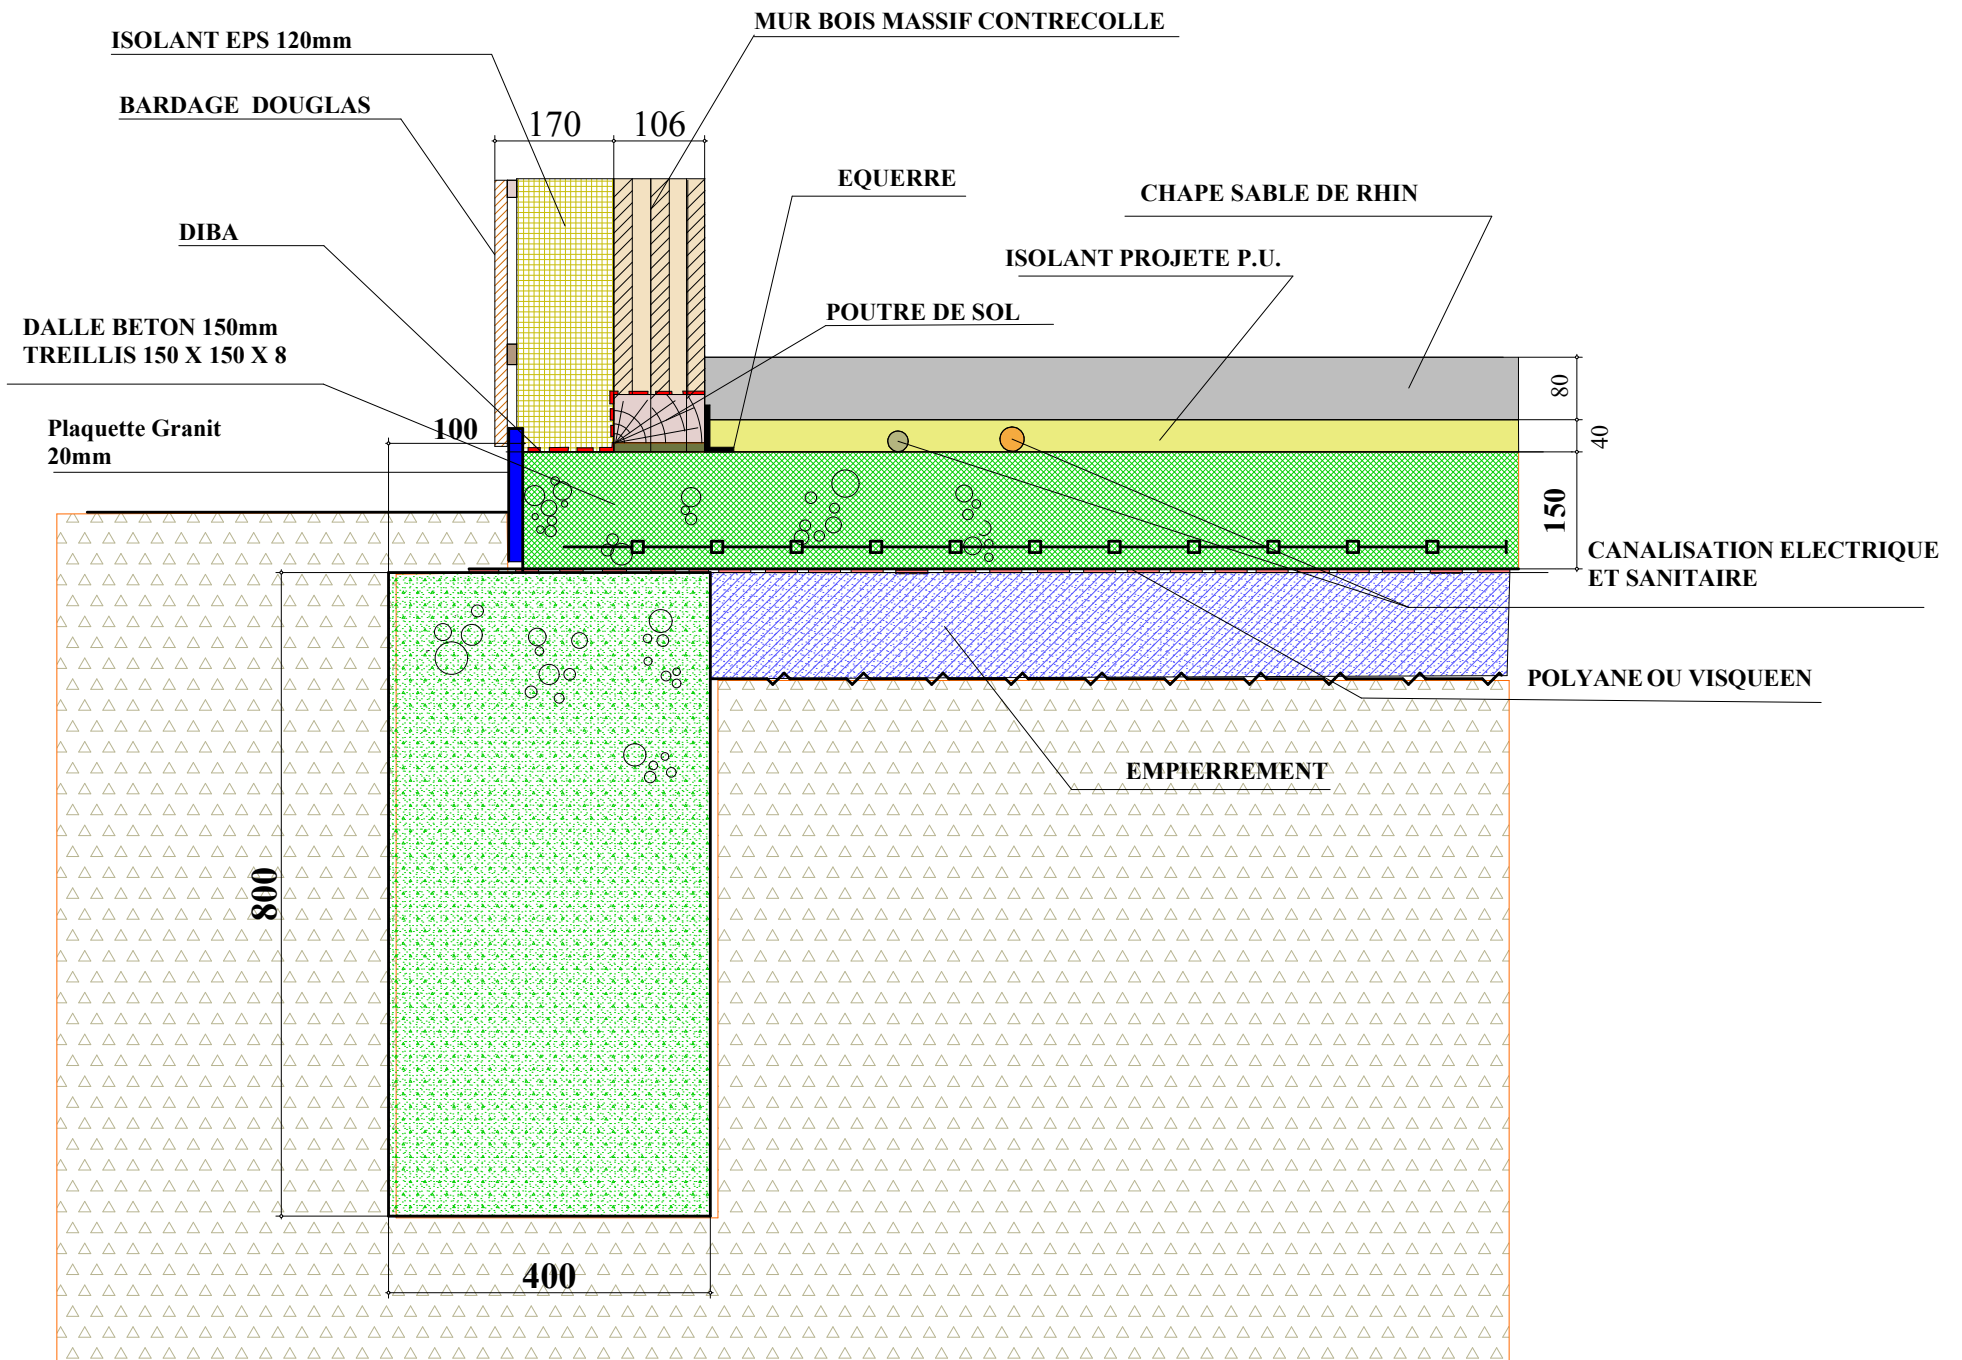 MUR BOIS MASSIF CONTRECOLLE
ISOLANT EPS 120mm
BARDAGE DOUGLAS
170
106
EQUERRE
CHAPE SABLE DE RHIN
DIBA
ISOLANT PROJETE P.U.
POUTRE DE SOL
DALLE BETON 150mm
TREILLIS 150 X 150 X 8
80
Plaquette Granit
20mm
100
40
150
CANALISATION ELECTRIQUE
ET SANITAIRE
POLYANE OU VISQUEEN
EMPIERREMENT
800
400